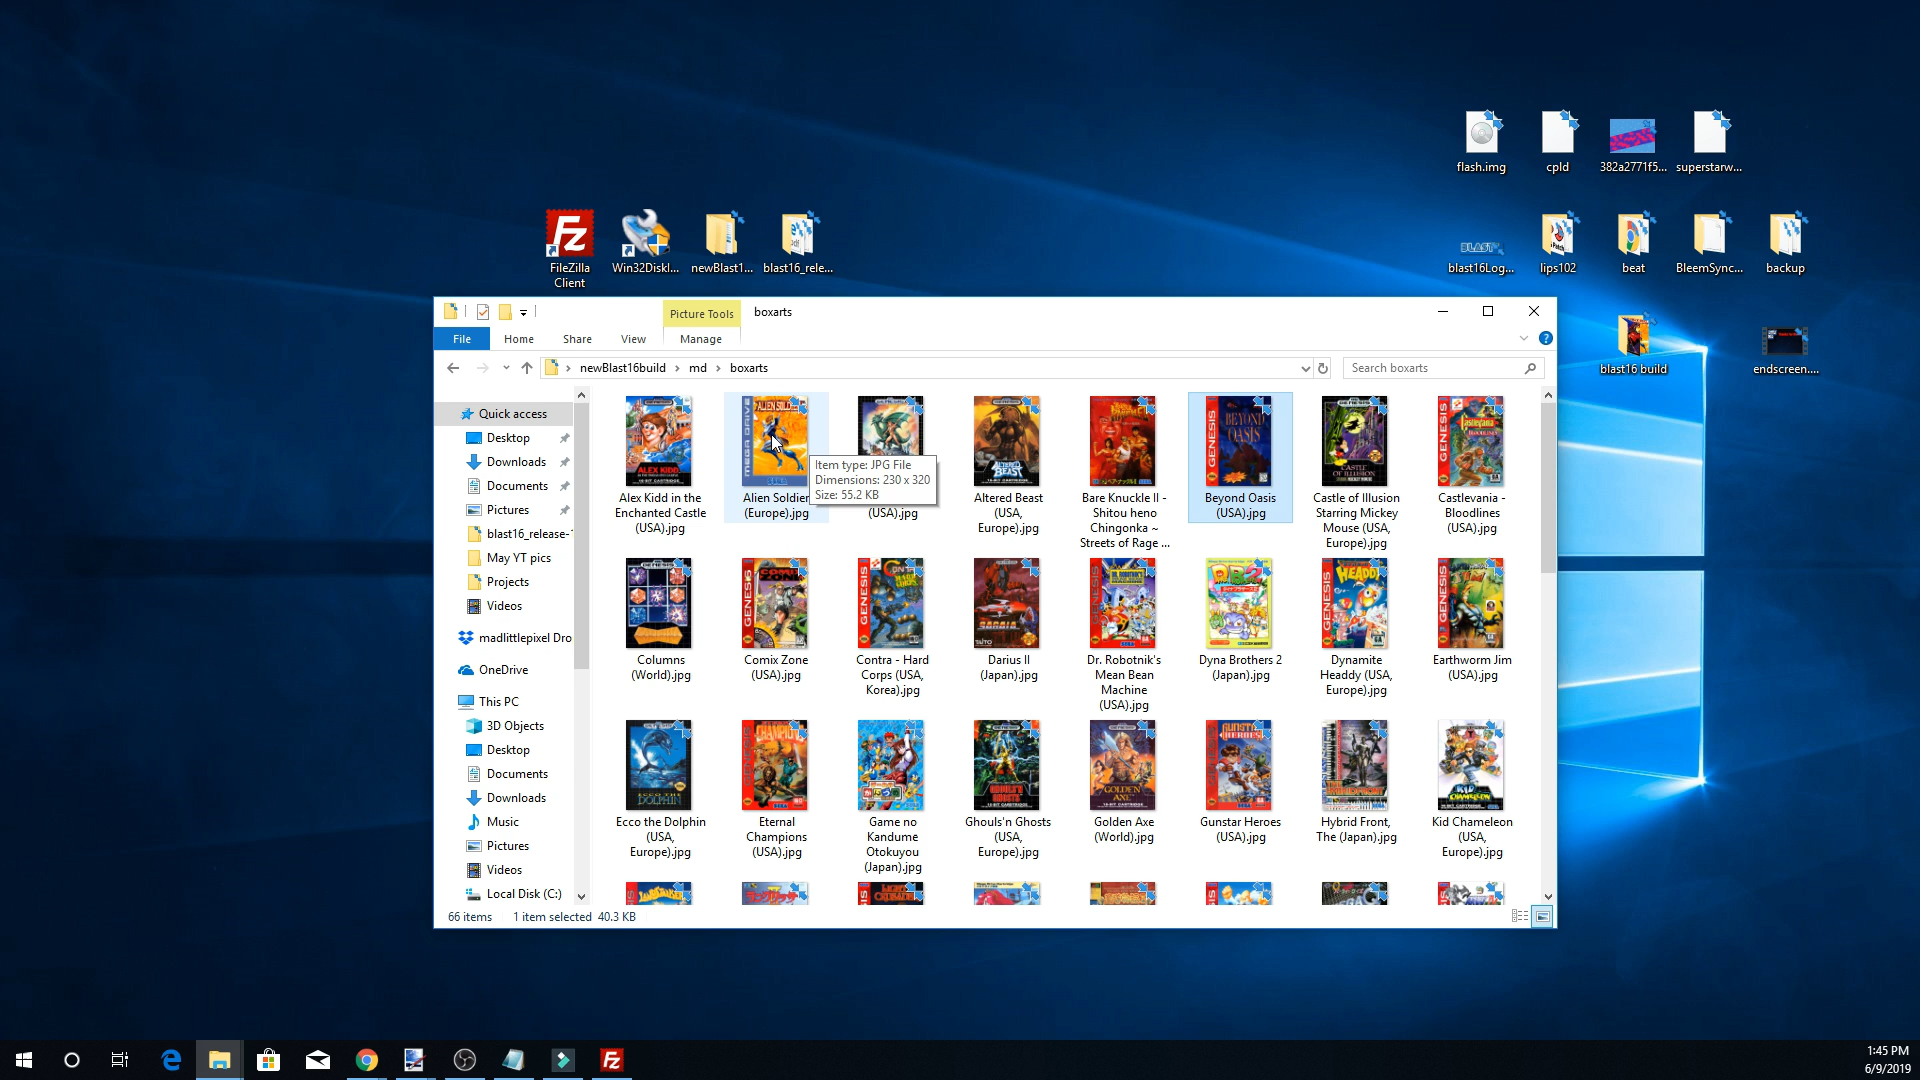 flash.img
cpld
382a2771f5...
superstarw...
FileZilla
Client
Win32DiskI...
newBlast1...
blast16_rele...
BLAST
blast16Log...
lips102
beat
BleemSync...
backup
blast16 build
endscreen....
Picture Tools
boxarts
File
Home
Share
View
Manage
newBlast16build
md
boxarts
Search boxarts
Quick access
Desktop
Downloads
Documents
Pictures
blast16_release-1
May YT pics
Projects
Videos
madlittlepixel Dro
OneDrive
This PC
3D Objects
Desktop
Documents
Downloads
Music
Pictures
Videos
Local Disk (C:)
Alex Kidd in the
Enchanted Castle
(USA).jpg
Alien Soldier
(Europe).jpg
Item type: JPG File
Dimensions: 230 x 320
Size: 55.2 KB
(USA).jpg
Altered Beast
(USA,
Europe).jpg
Bare Knuckle II -
Shitou heno
Chingonka ~
Streets of Rage ...
Beyond Oasis
(USA).jpg
Castle of Illusion
Starring Mickey
Mouse (USA,
Europe).jpg
Castlevania -
Bloodlines
(USA).jpg
Columns
(World).jpg
Comix Zone
(USA).jpg
Contra - Hard
Corps (USA,
Korea).jpg
Darius II
(Japan).jpg
Dr. Robotnik's
Mean Bean
Machine
(USA).jpg
Dyna Brothers 2
(Japan).jpg
Dynamite
Headdy (USA,
Europe).jpg
Earthworm Jim
(USA).jpg
Ecco the Dolphin
(USA,
Europe).jpg
Eternal
Champions
(USA).jpg
Game no
Kandume
Otokuyou
(Japan).jpg
Ghouls'n Ghosts
(USA,
Europe).jpg
Golden Axe
(World).jpg
Gunstar Heroes
(USA).jpg
Hybrid Front,
The (Japan).jpg
Kid Chameleon
(USA,
Europe).jpg
66 items
1 item selected 40.3 KB
1:45 PM
6/9/2019